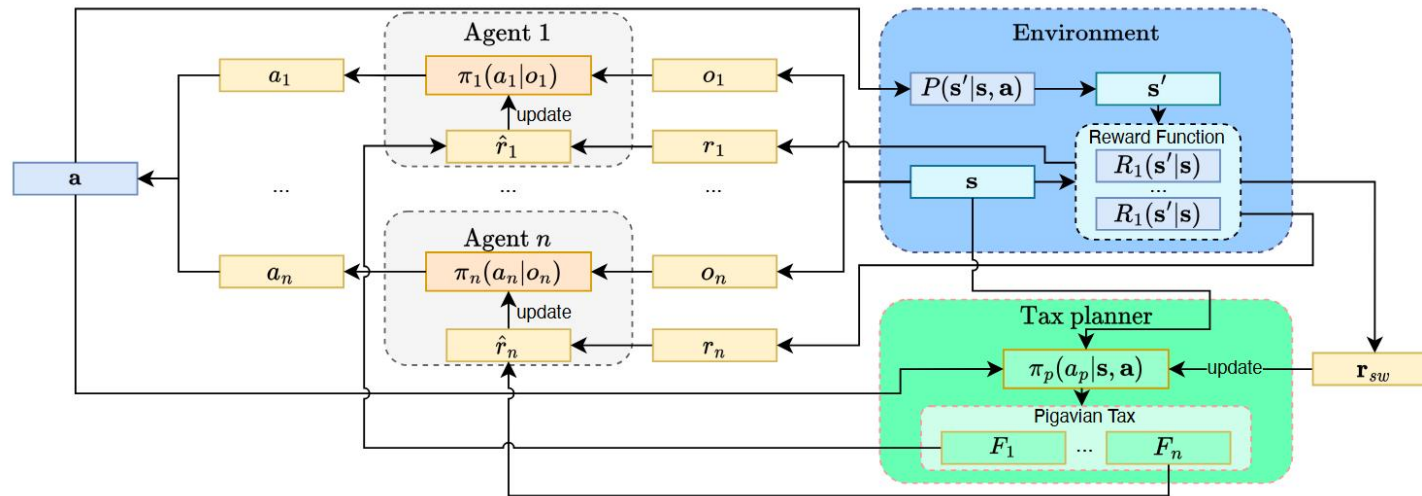 Agent 1
Environment
a₁
π₁(a₁|o₁)
o₁
P(s′|s, a)
s′
update
Reward Function
r̂₁
r₁
R₁(s′|s)
a
...
...
...
s
...
R₁(s′|s)
Agent n
aₙ
πₙ(aₙ|oₙ)
oₙ
update
Tax planner
r̂ₙ
rₙ
πₚ(aₚ|s, a)
update
r_sw
Pigavian Tax
F₁
...
Fₙ